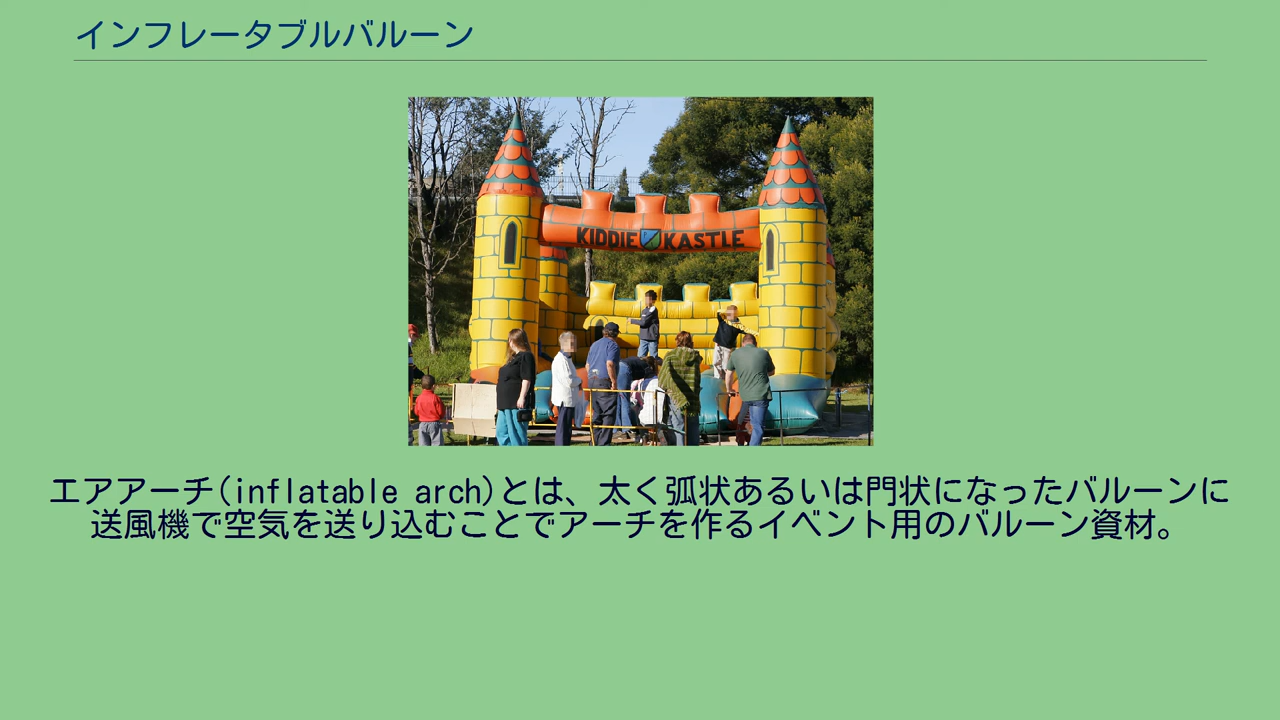 インフレータブルバルーン
KIDDIE KASTLE
エアアーチ(inflatable arch)とは、太く弧状あるいは門状になったバルーンに
送風機で空気を送り込むことでアーチを作るイベント用のバルーン資材。